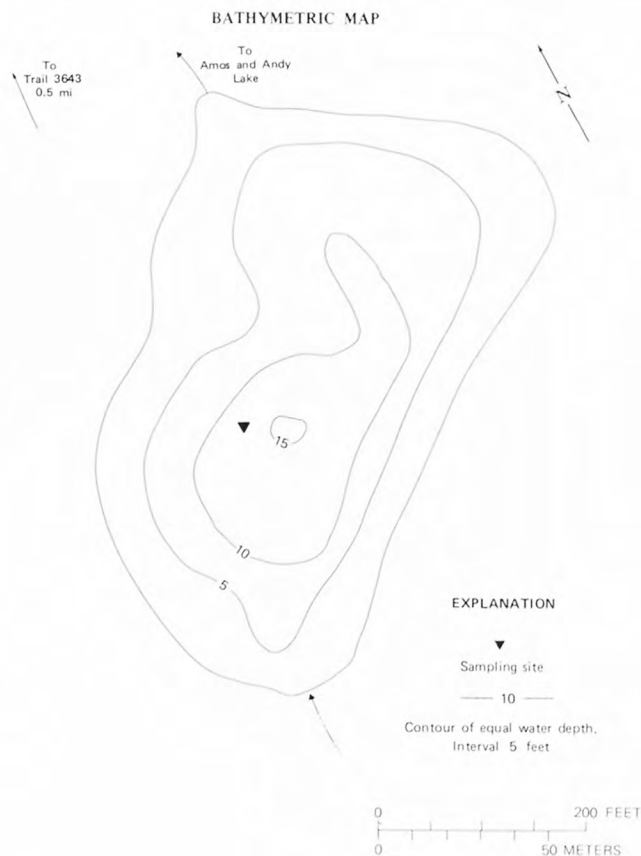 BATHYMETRIC MAP
To
Trail 3643
0.5 mi
To
Amos and Andy
Lake
N
15
10
5
EXPLANATION
Sampling site
10
Contour of equal water depth.
Interval 5 feet
0 200 FEET
0 50 METERS